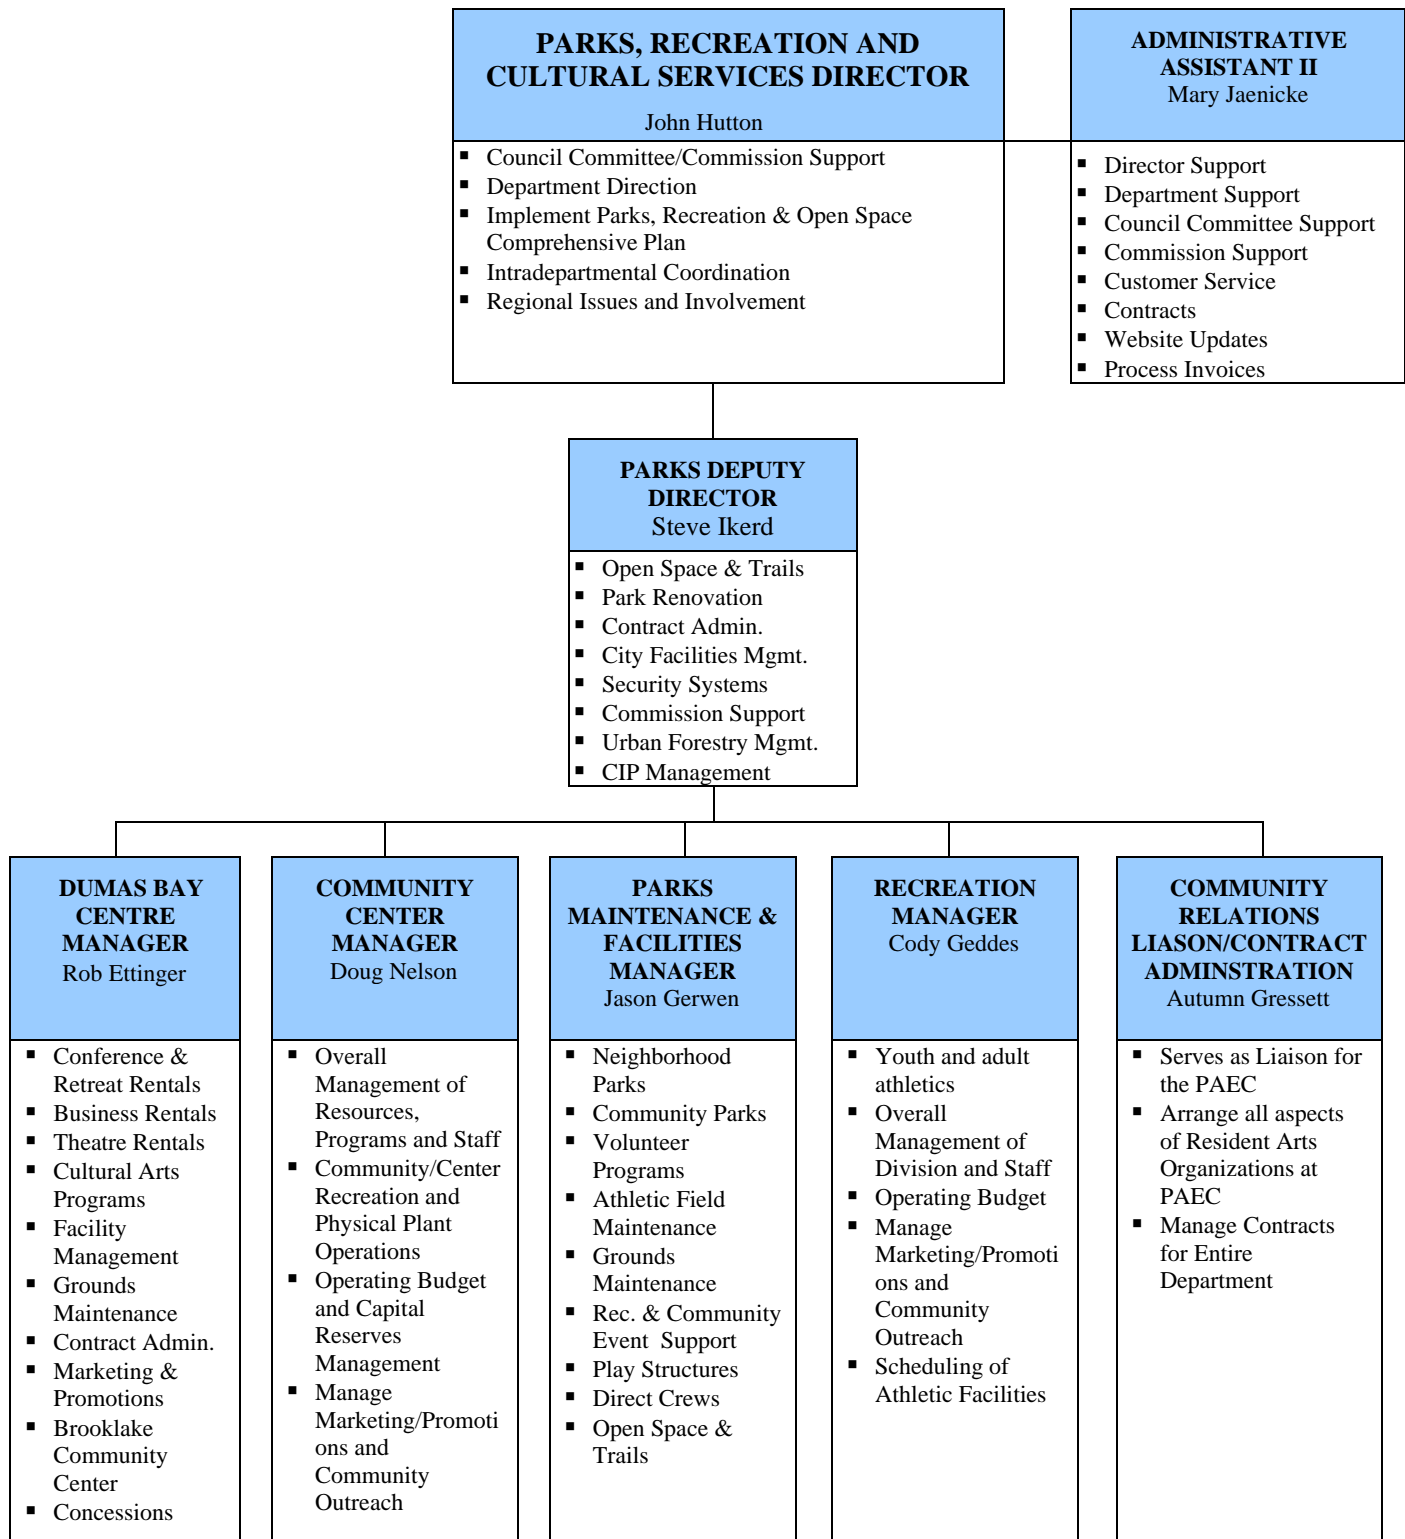 PARKS, RECREATION AND
CULTURAL SERVICES DIRECTOR
John Hutton
▪ Council Committee/Commission Support
▪ Department Direction
▪ Implement Parks, Recreation & Open Space
Comprehensive Plan
▪ Intradepartmental Coordination
▪ Regional Issues and Involvement
ADMINISTRATIVE
ASSISTANT II
Mary Jaenicke
▪ Director Support
▪ Department Support
▪ Council Committee Support
▪ Commission Support
▪ Customer Service
▪ Contracts
▪ Website Updates
▪ Process Invoices
PARKS DEPUTY
DIRECTOR
Steve Ikerd
▪ Open Space & Trails
▪ Park Renovation
▪ Contract Admin.
▪ City Facilities Mgmt.
▪ Security Systems
▪ Commission Support
▪ Urban Forestry Mgmt.
▪ CIP Management
DUMAS BAY
CENTRE
MANAGER
Rob Ettinger
▪ Conference &
Retreat Rentals
▪ Business Rentals
▪ Theatre Rentals
▪ Cultural Arts
Programs
▪ Facility
Management
▪ Grounds
Maintenance
▪ Contract Admin.
▪ Marketing &
Promotions
▪ Brooklake
Community
Center
▪ Concessions
COMMUNITY
CENTER
MANAGER
Doug Nelson
▪ Overall
Management of
Resources,
Programs and Staff
▪ Community/Center
Recreation and
Physical Plant
Operations
▪ Operating Budget
and Capital
Reserves
Management
▪ Manage
Marketing/Promoti
ons and
Community
Outreach
PARKS
MAINTENANCE &
FACILITIES
MANAGER
Jason Gerwen
▪ Neighborhood
Parks
▪ Community Parks
▪ Volunteer
Programs
▪ Athletic Field
Maintenance
▪ Grounds
Maintenance
▪ Rec. & Community
Event  Support
▪ Play Structures
▪ Direct Crews
▪ Open Space &
Trails
RECREATION
MANAGER
Cody Geddes
▪ Youth and adult
athletics
▪ Overall
Management of
Division and Staff
▪ Operating Budget
▪ Manage
Marketing/Promoti
ons and
Community
Outreach
▪ Scheduling of
Athletic Facilities
COMMUNITY
RELATIONS
LIASON/CONTRACT
ADMINSTRATION
Autumn Gressett
▪ Serves as Liaison for
the PAEC
▪ Arrange all aspects
of Resident Arts
Organizations at
PAEC
▪ Manage Contracts
for Entire
Department